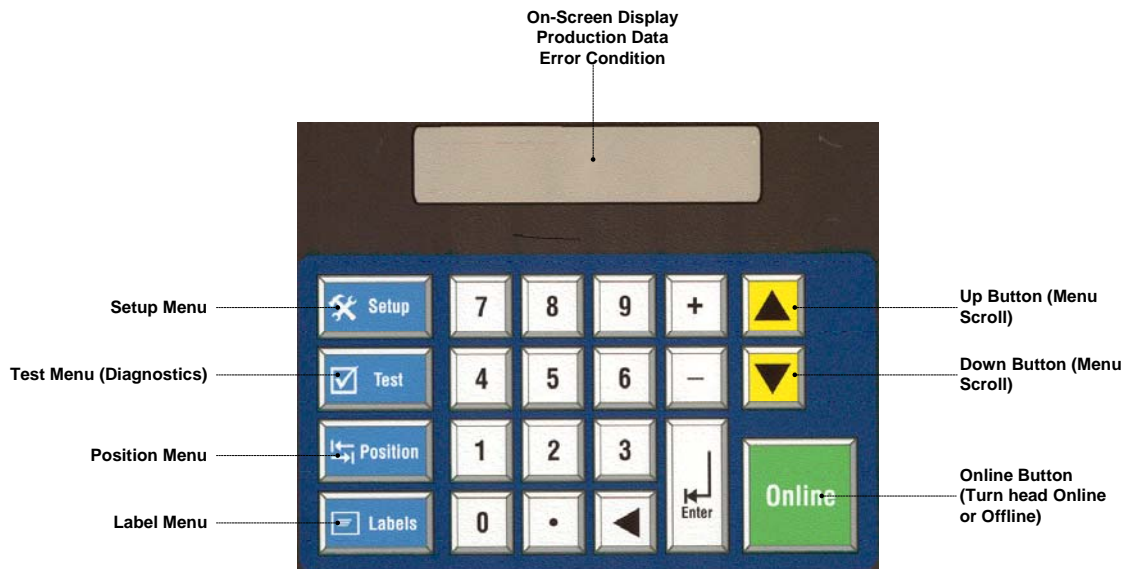 On-Screen Display
Production Data
Error Condition
Setup Menu
Setup
7
8
9
+
Up Button (Menu
Scroll)
Test Menu (Diagnostics)
Test
4
5
6
–
Down Button (Menu
Scroll)
Position Menu
Position
1
2
3
Enter
Online
Online Button
(Turn head Online
or Offline)
Label Menu
Labels
0
.